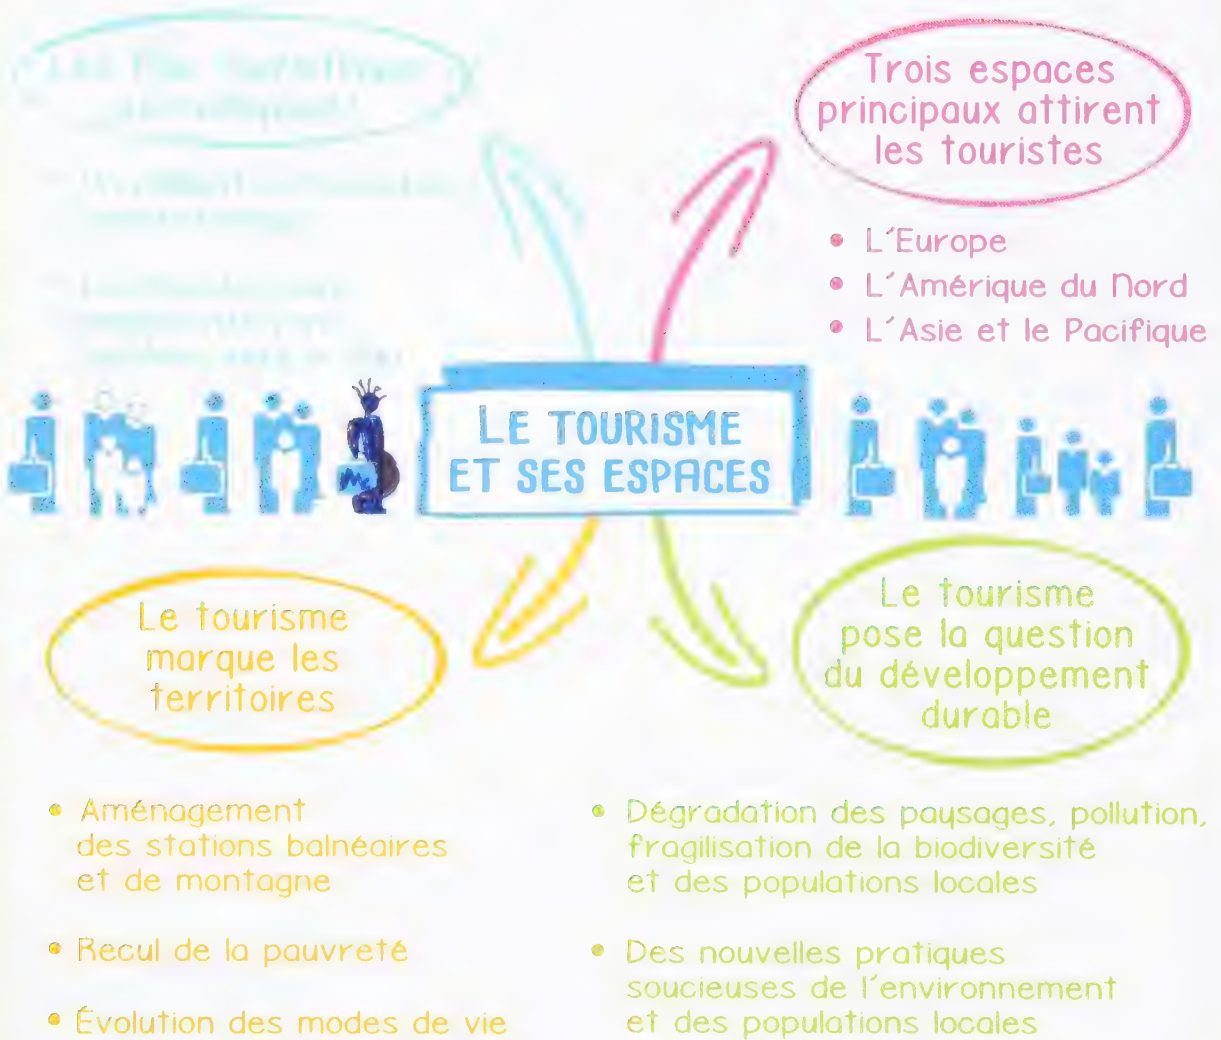 Trois espaces
principaux attirent
les touristes
• L'Europe
• L'Amérique du Nord
• L'Asie et le Pacifique
LE TOURISME
ET SES ESPACES
Le tourisme
marque les
territoires
• Aménagement
des stations balnéaires
et de montagne
• Recul de la pauvreté
• Évolution des modes de vie
Le tourisme
pose la question
du développement
durable
• Dégradation des paysages, pollution,
fragilisation de la biodiversité
et des populations locales
• Des nouvelles pratiques
soucieuses de l'environnement
et des populations locales